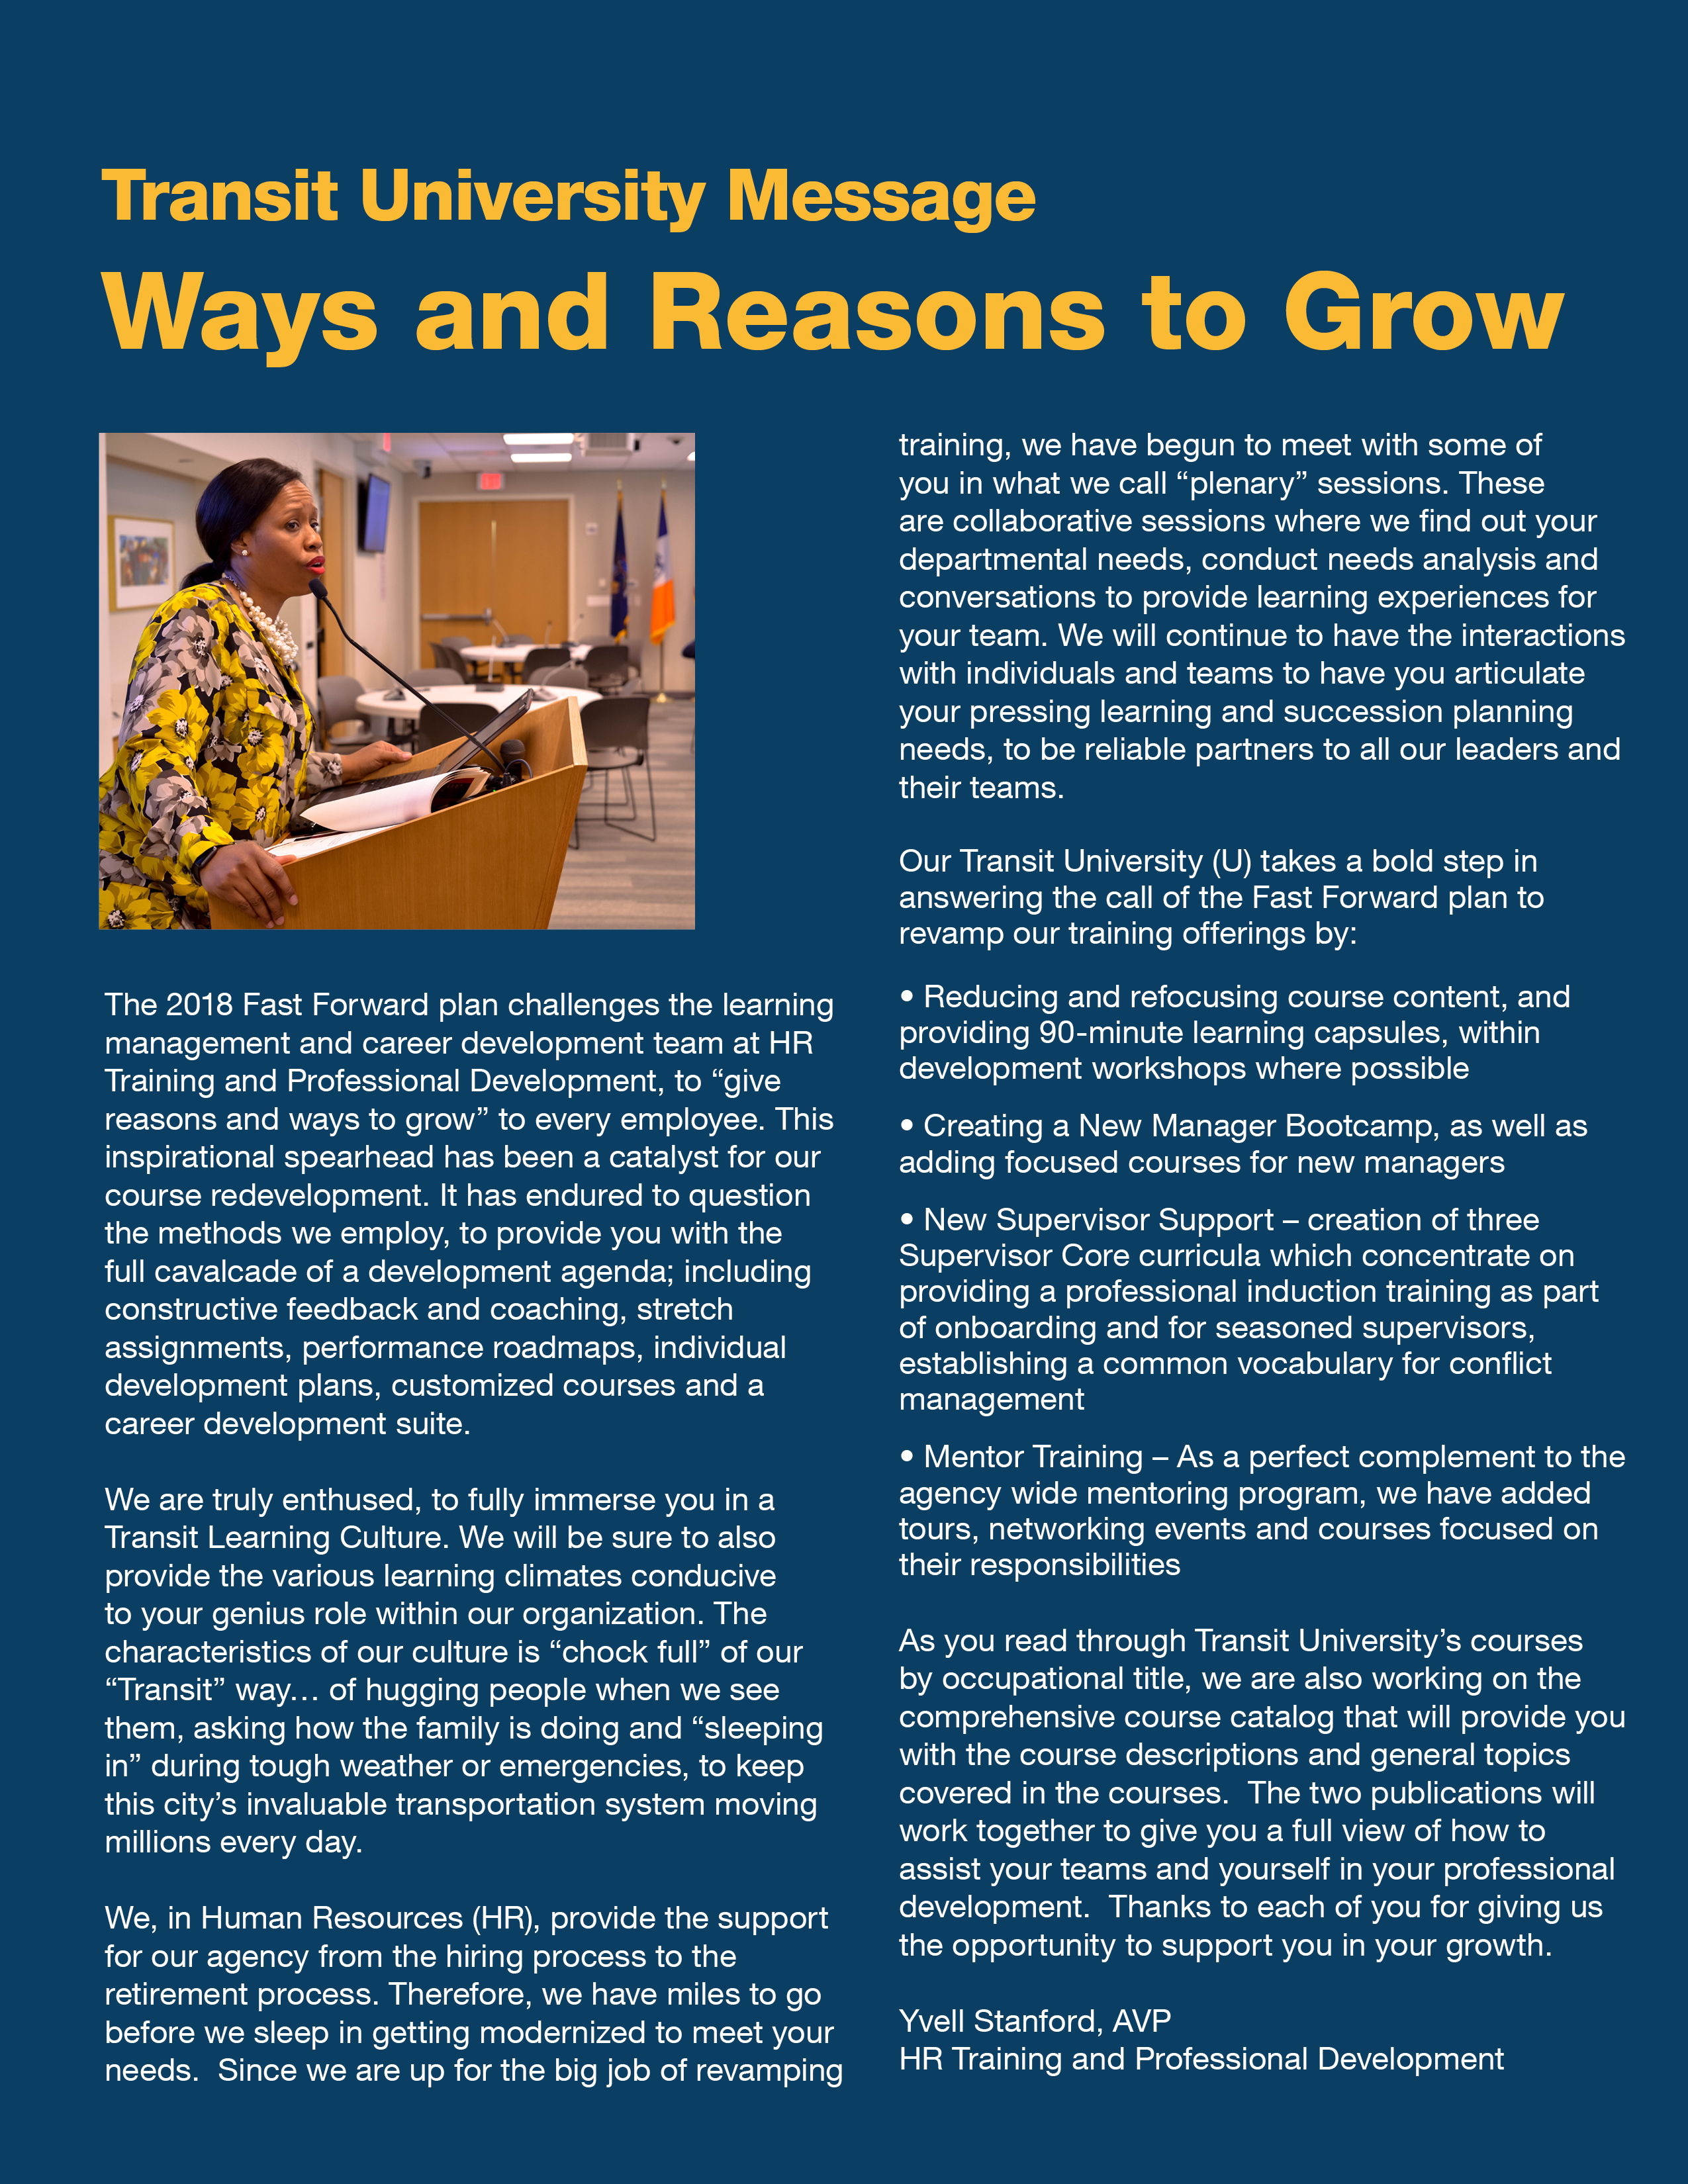 Transit University Message
Ways and Reasons to Grow
The 2018 Fast Forward plan challenges the learning
management and career development team at HR
Training and Professional Development, to “give
reasons and ways to grow” to every employee. This
inspirational spearhead has been a catalyst for our
course redevelopment. It has endured to question
the methods we employ, to provide you with the
full cavalcade of a development agenda; including
constructive feedback and coaching, stretch
assignments, performance roadmaps, individual
development plans, customized courses and a
career development suite.
We are truly enthused, to fully immerse you in a
Transit Learning Culture. We will be sure to also
provide the various learning climates conducive
to your genius role within our organization. The
characteristics of our culture is “chock full” of our
“Transit” way… of hugging people when we see
them, asking how the family is doing and “sleeping
in” during tough weather or emergencies, to keep
this city’s invaluable transportation system moving
millions every day.
We, in Human Resources (HR), provide the support
for our agency from the hiring process to the
retirement process. Therefore, we have miles to go
before we sleep in getting modernized to meet your
needs.  Since we are up for the big job of revamping
training, we have begun to meet with some of
you in what we call “plenary” sessions. These
are collaborative sessions where we find out your
departmental needs, conduct needs analysis and
conversations to provide learning experiences for
your team. We will continue to have the interactions
with individuals and teams to have you articulate
your pressing learning and succession planning
needs, to be reliable partners to all our leaders and
their teams.
Our Transit University (U) takes a bold step in
answering the call of the Fast Forward plan to
revamp our training offerings by:
• Reducing and refocusing course content, and
providing 90-minute learning capsules, within
development workshops where possible
• Creating a New Manager Bootcamp, as well as
adding focused courses for new managers
• New Supervisor Support – creation of three
Supervisor Core curricula which concentrate on
providing a professional induction training as part
of onboarding and for seasoned supervisors,
establishing a common vocabulary for conflict
management
• Mentor Training – As a perfect complement to the
agency wide mentoring program, we have added
tours, networking events and courses focused on
their responsibilities
As you read through Transit University’s courses
by occupational title, we are also working on the
comprehensive course catalog that will provide you
with the course descriptions and general topics
covered in the courses.  The two publications will
work together to give you a full view of how to
assist your teams and yourself in your professional
development.  Thanks to each of you for giving us
the opportunity to support you in your growth.
Yvell Stanford, AVP
HR Training and Professional Development